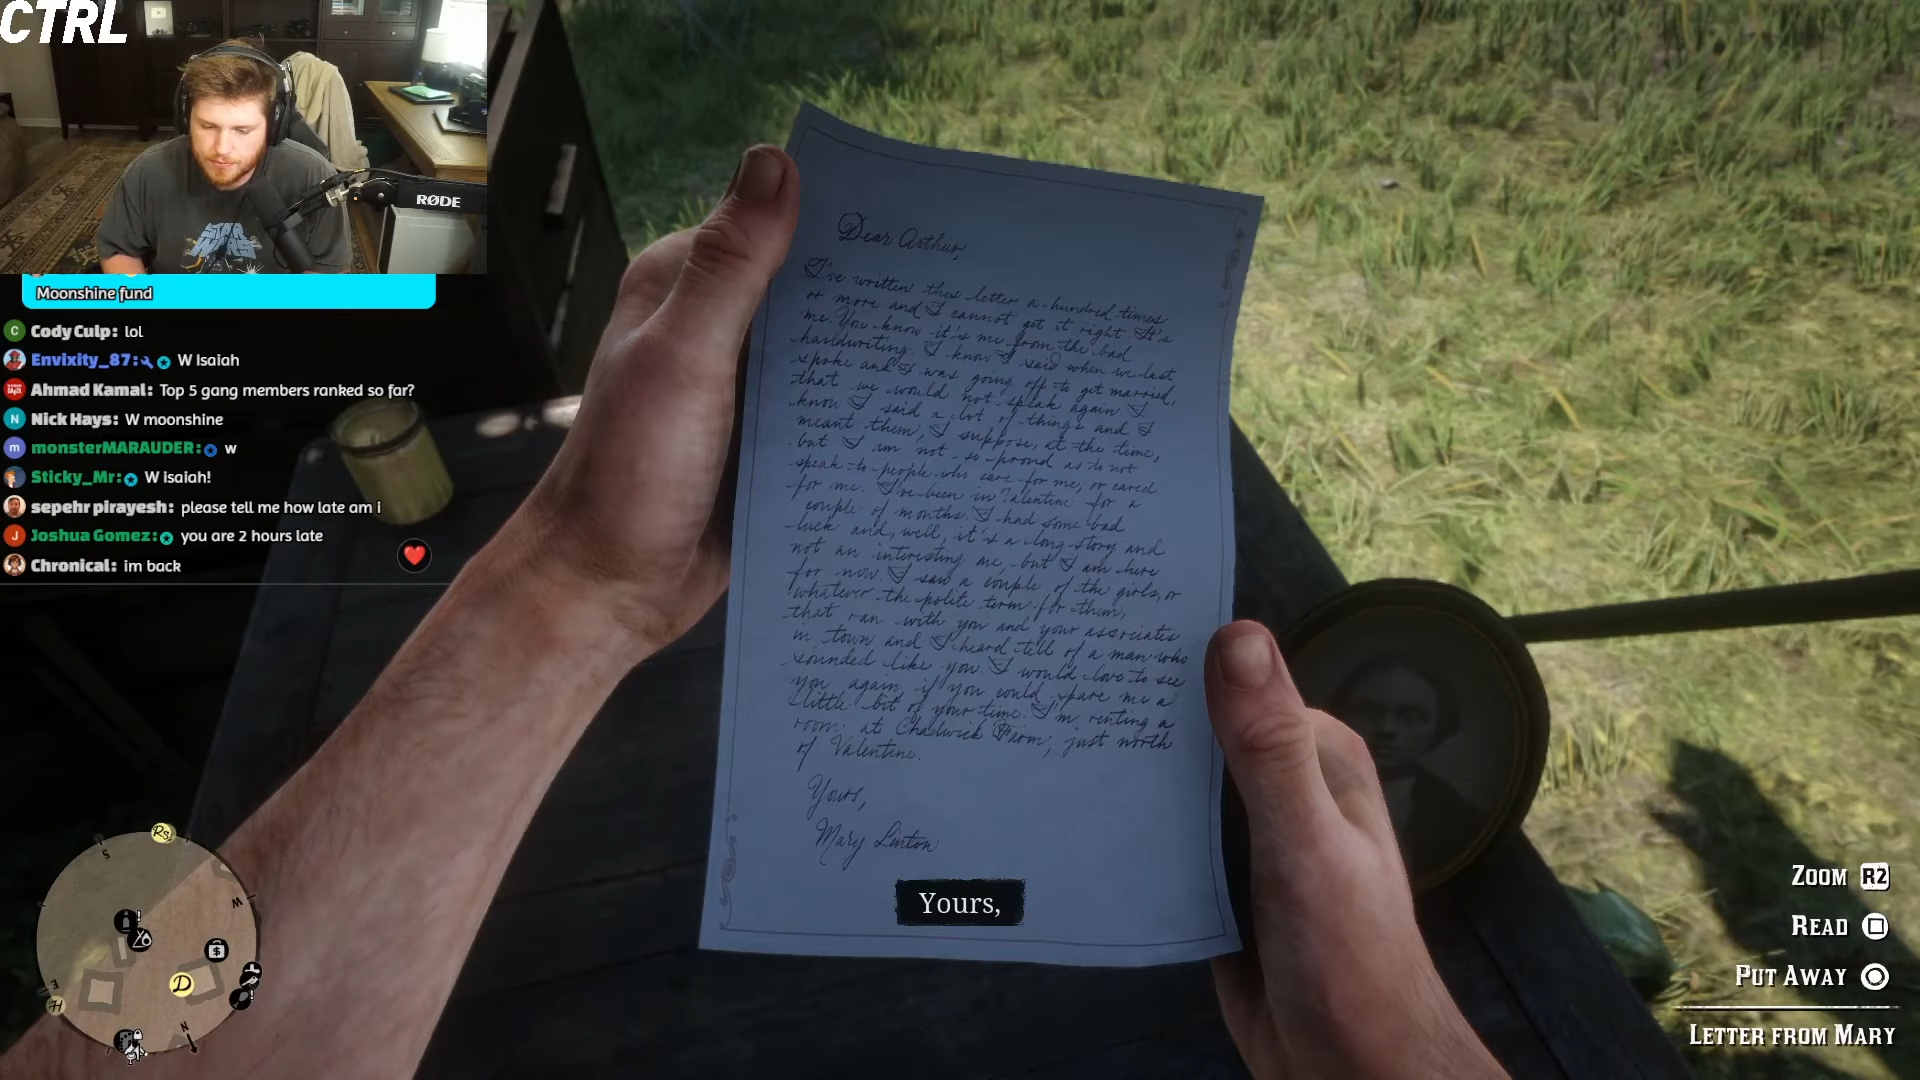 CTRL
RØDE
STAR
WARS
Moonshine fund
C Cody Culp: lol
Envixity_87: W Isaiah
Ahmad Kamal: Top 5 gang members ranked so far?
N Nick Hays: W moonshine
m monsterMARAUDER: w
Sticky_Mr: W isaiah!
sepehr pirayesh: please tell me how late am i
J Joshua Gomez: you are 2 hours late
Chronical: im back
Dear Arthur,
I've written this letter a hundred times
or more and I cannot get it right. It's
me. You know it's me from the bad
handwriting. I know I said when we last
spoke and I was going off to get married,
that we would not speak again. I
know I said a lot of things and I
meant them, I suppose, at the time,
but I am not so proud as to not
speak to people who care for me, or cared
for me. I've been in Valentine for a
couple of months. I had some bad
luck and, well, it's a long story and
not an interesting one, but I am here
for now. I saw a couple of the girls, or
whatever the polite term for them,
that ran with you and your associates
in town and I heard tell of a man who
sounded like you. I would love to see
you again, if you could spare me a
little bit of your time. I'm renting a
room at Chadwick Farm, just north
of Valentine.
Yours,
Mary Linton
Yours,
Rs
S
W
E
H
D
$
N
ZOOM R2
READ
PUT AWAY
LETTER FROM MARY